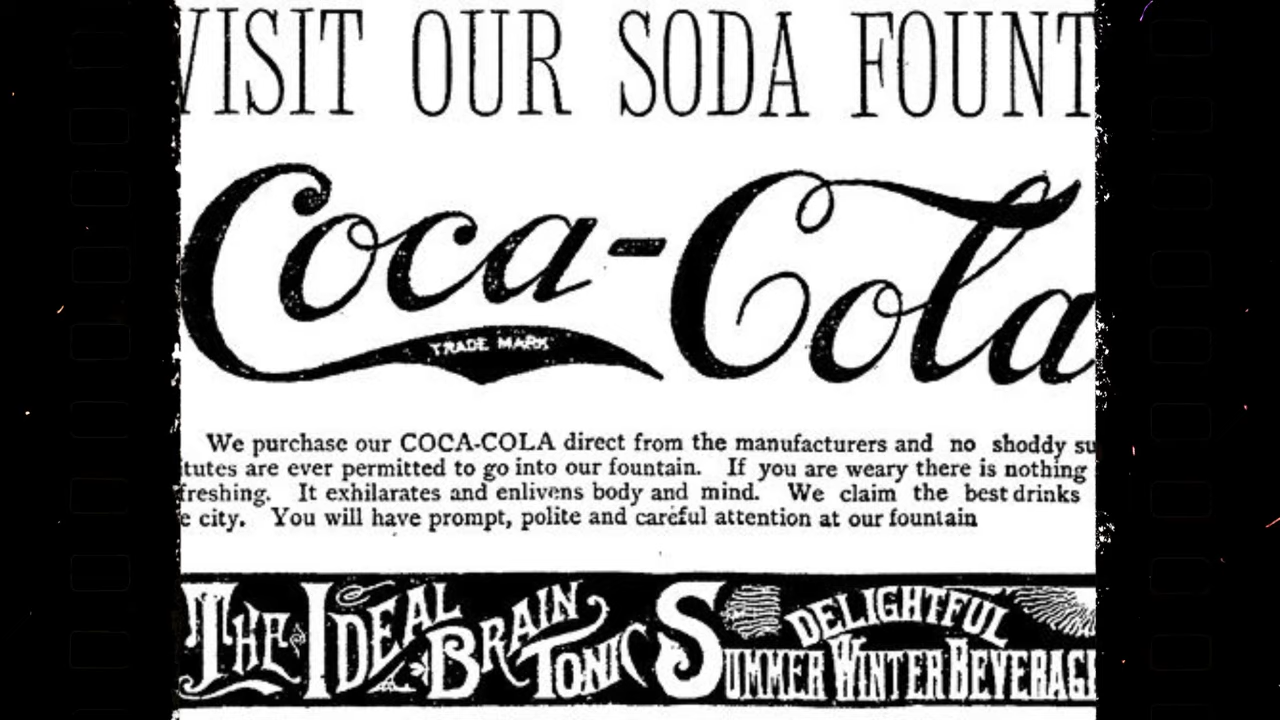 VISIT OUR SODA FOUNT
Coca-Cola
TRADE MARK
We purchase our COCA-COLA direct from the manufacturers and no shoddy su
tutes are ever permitted to go into our fountain. If you are weary there is nothing
freshing. It exhilarates and enlivens body and mind. We claim the best drinks
e city. You will have prompt, polite and careful attention at our fountain
THE IDEAL BRAIN TONIC SUMMER DELIGHTFUL WINTER BEVERAG